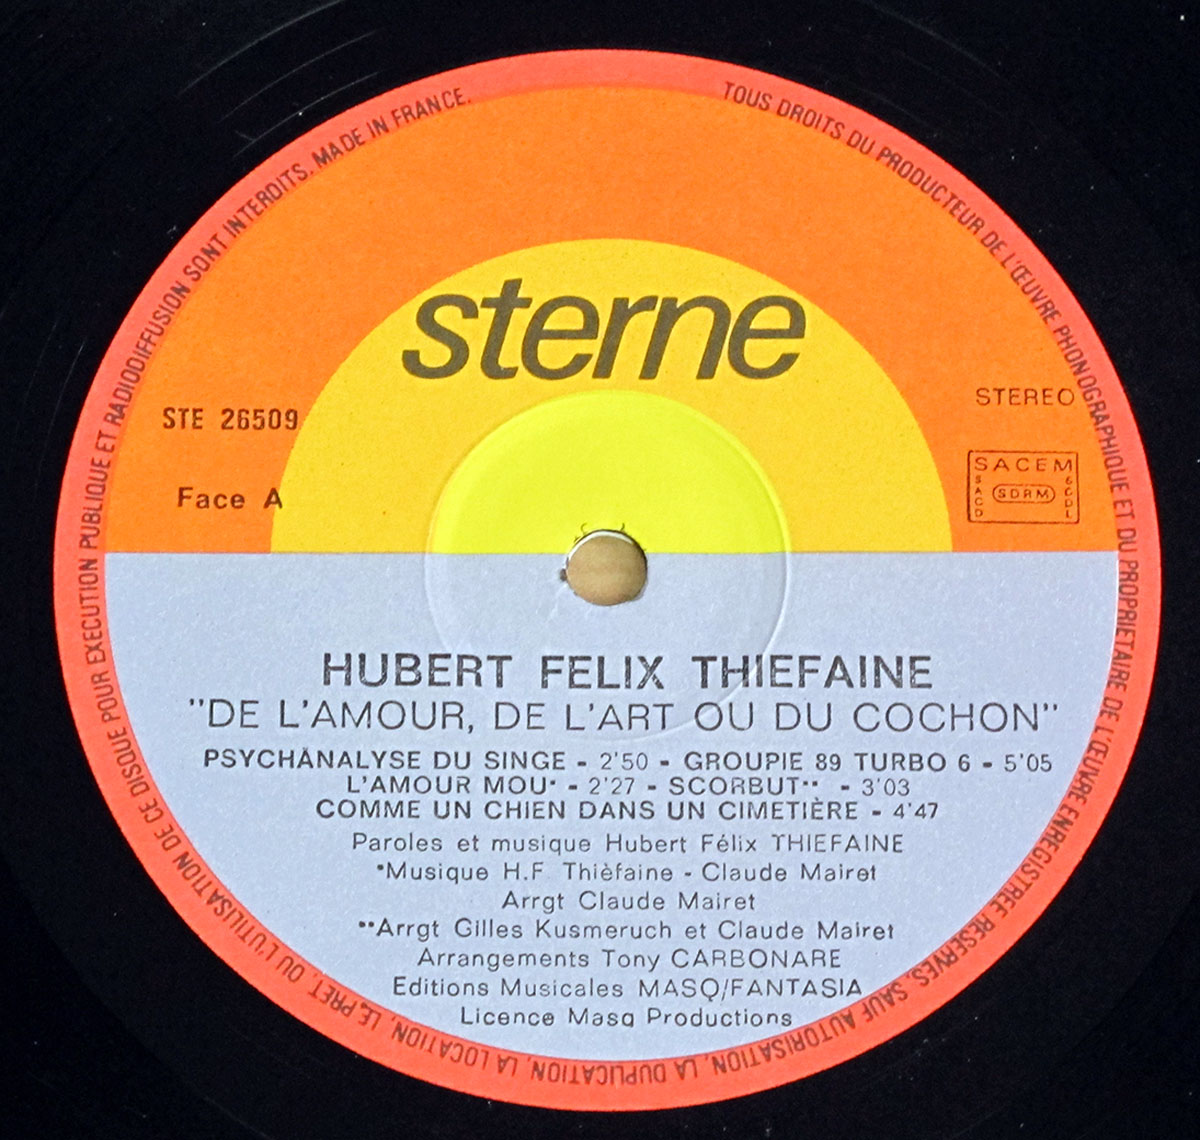 TOUS DROITS DU PRODUCTEUR DE L'ŒUVRE PHONOGRAPHIQUE ET DU PROPRIETAIRE DE L'ŒUVRE ENREGISTREE RESERVES. SAUF AUTORISATION, LA DUPLICATION, LA LOCATION, LE PRET, OU L'UTILISATION DE CE DISQUE POUR EXECUTION PUBLIQUE ET RADIODIFFUSION SONT INTERDITS. MADE IN FRANCE.
sterne
STE 26509
STEREO
Face A
SACEM
SACD
SDRM
SGDL
HUBERT FELIX THIEFAINE
"DE L'AMOUR, DE L'ART OU DU COCHON"
PSYCHANALYSE DU SINGE - 2'50 - GROUPIE 89 TURBO 6 - 5'05
L'AMOUR MOU* - 2'27 - SCORBUT** - 3'03
COMME UN CHIEN DANS UN CIMETIÈRE - 4'47
Paroles et musique Hubert Félix THIEFAINE
*Musique H.F. Thièfaine - Claude Mairet
Arrgt Claude Mairet
**Arrgt Gilles Kusmeruch et Claude Mairet
Arrangements Tony CARBONARE
Editions Musicales MASQ/FANTASIA
Licence Masq Productions